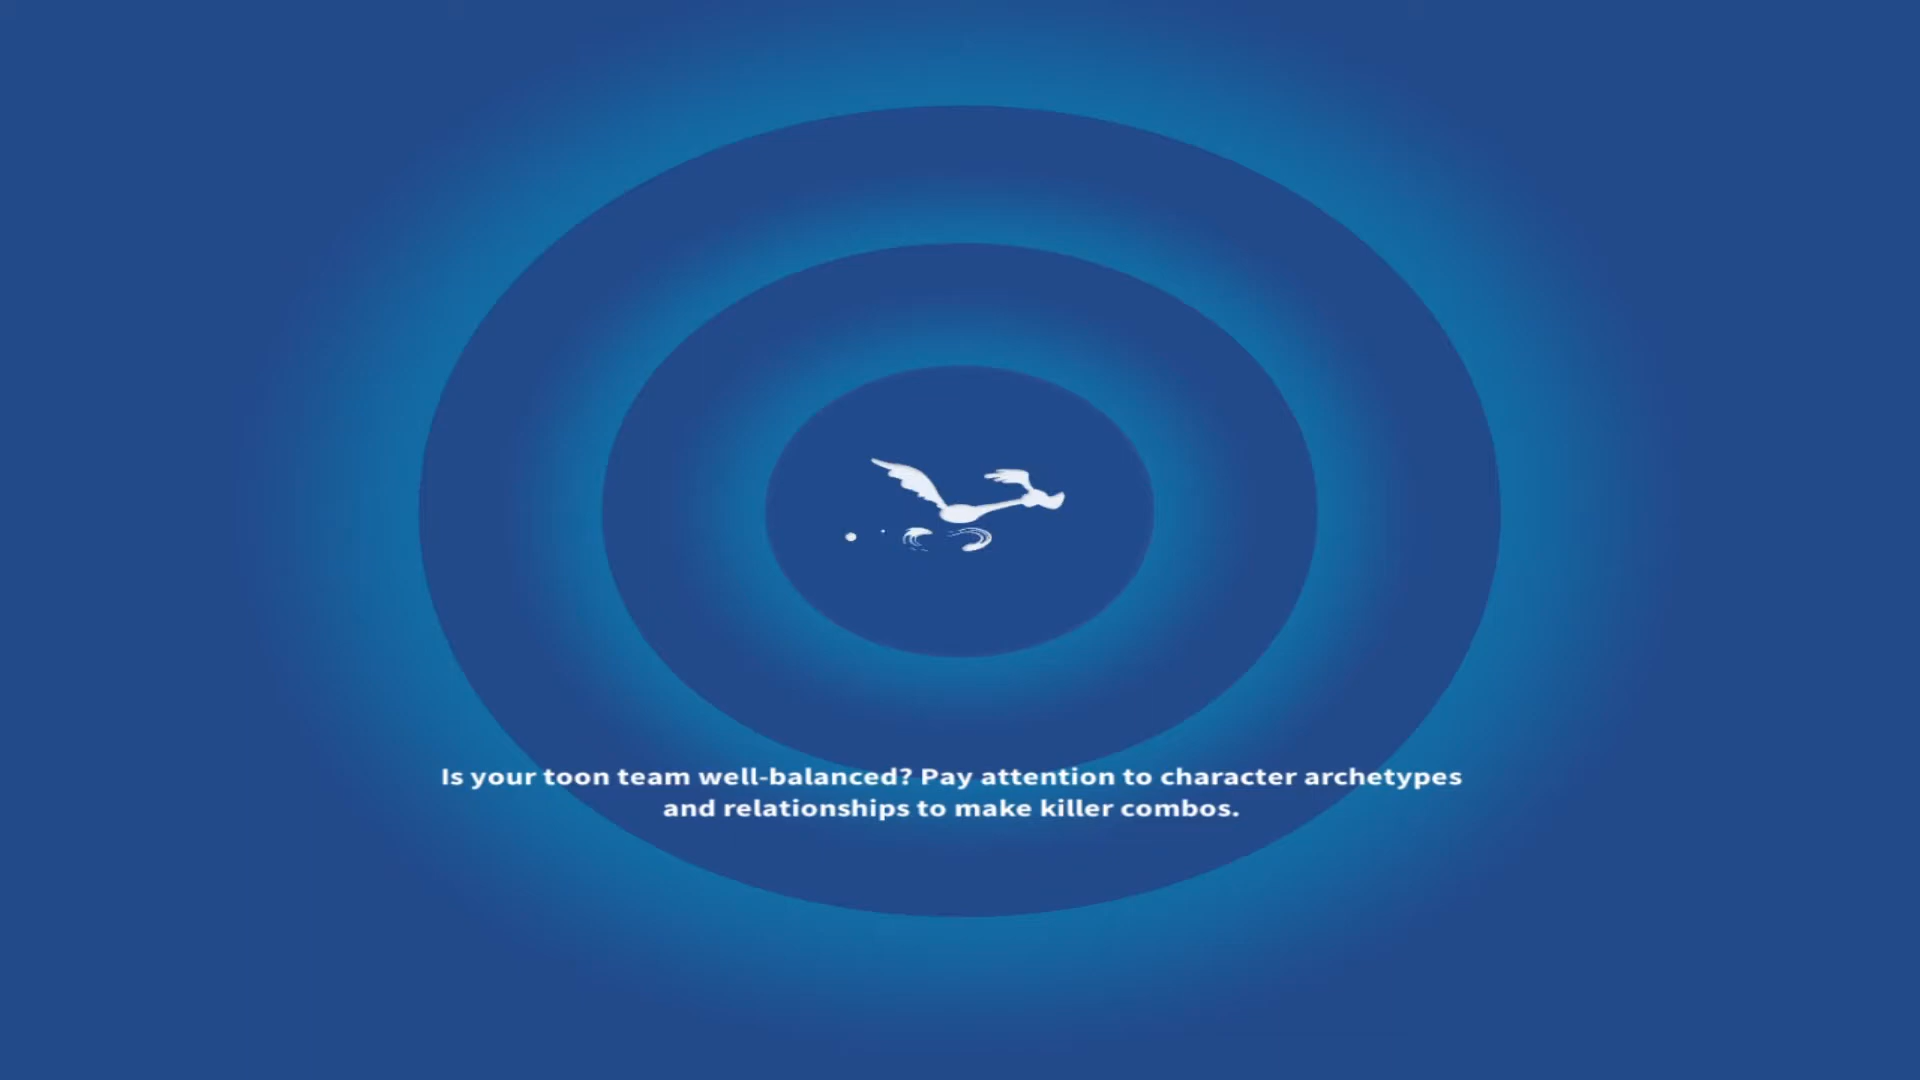 Is your toon team well-balanced? Pay attention to character archetypes
and relationships to make killer combos.